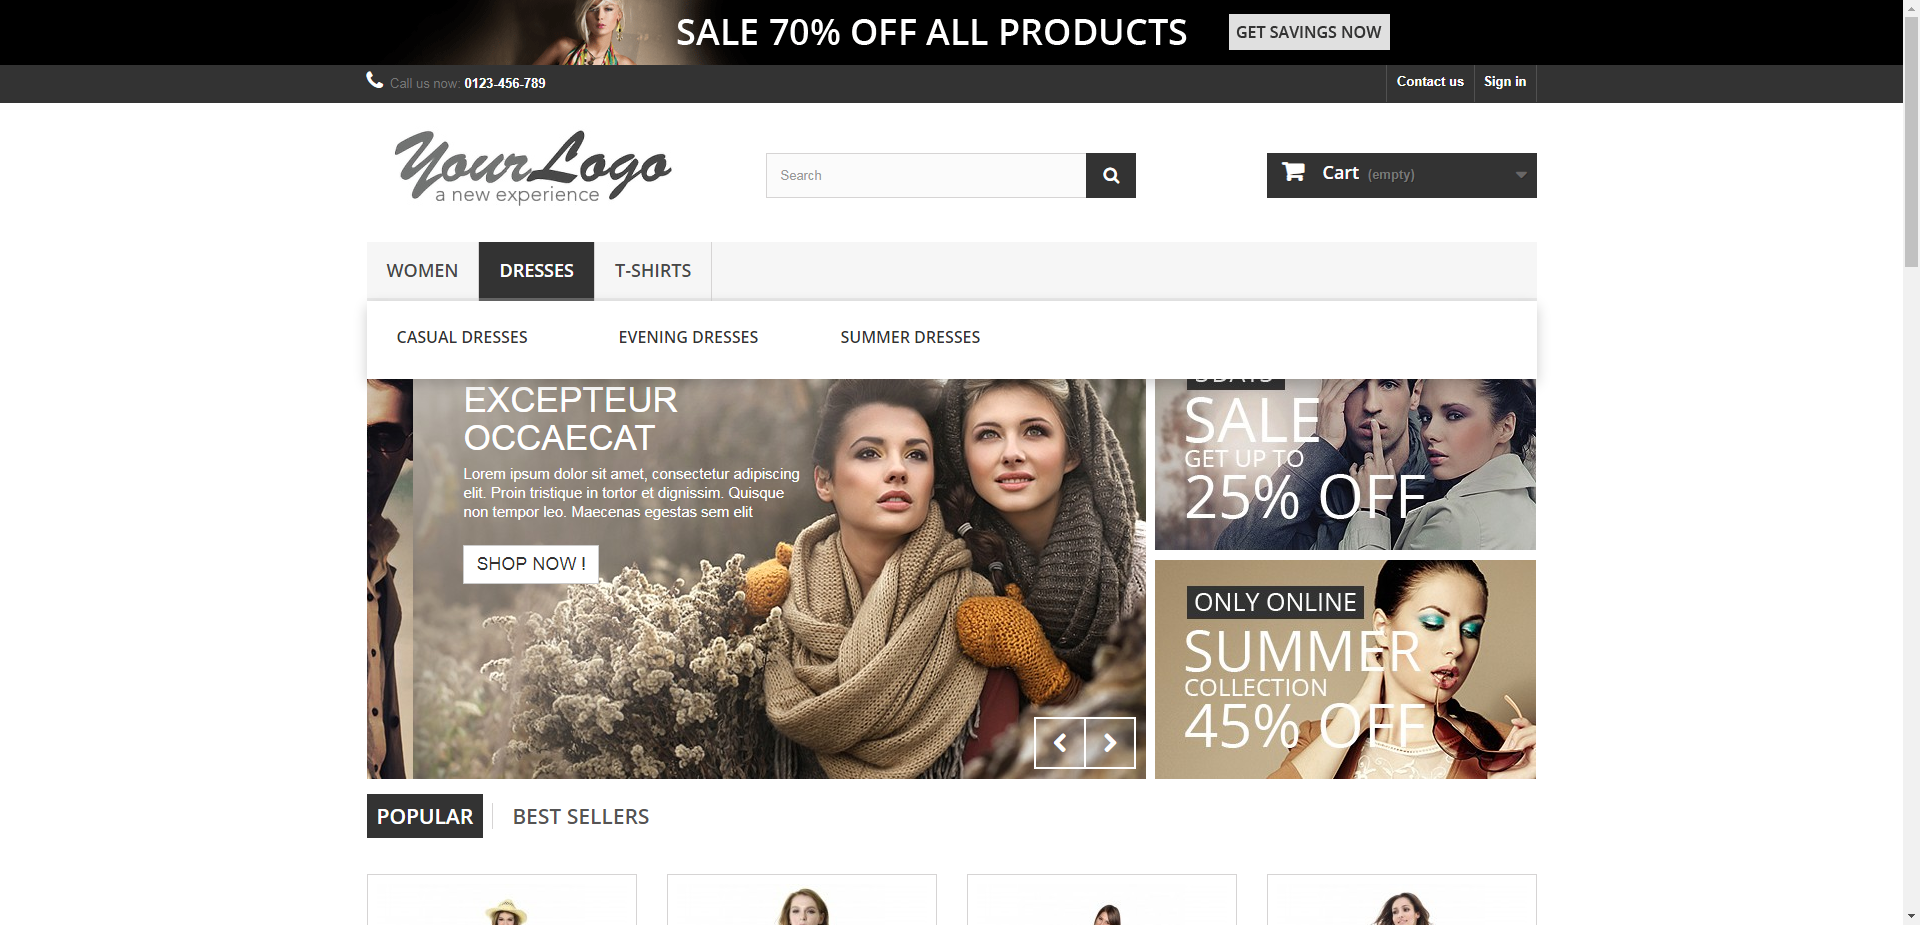 SALE 70% OFF ALL PRODUCTS
GET SAVINGS NOW
Call us now: 0123-456-789
Contact us
Sign in
YourLogo
a new experience
Search
Cart (empty)
WOMEN
DRESSES
T-SHIRTS
CASUAL DRESSES
EVENING DRESSES
SUMMER DRESSES
EXCEPTEUR
OCCAECAT
Lorem ipsum dolor sit amet, consectetur adipiscing
elit. Proin tristique in tortor et dignissim. Quisque
non tempor leo. Maecenas egestas sem elit
SHOP NOW !
SALE
GET UP TO
25% OFF
ONLY ONLINE
SUMMER
COLLECTION
45% OFF
POPULAR
BEST SELLERS